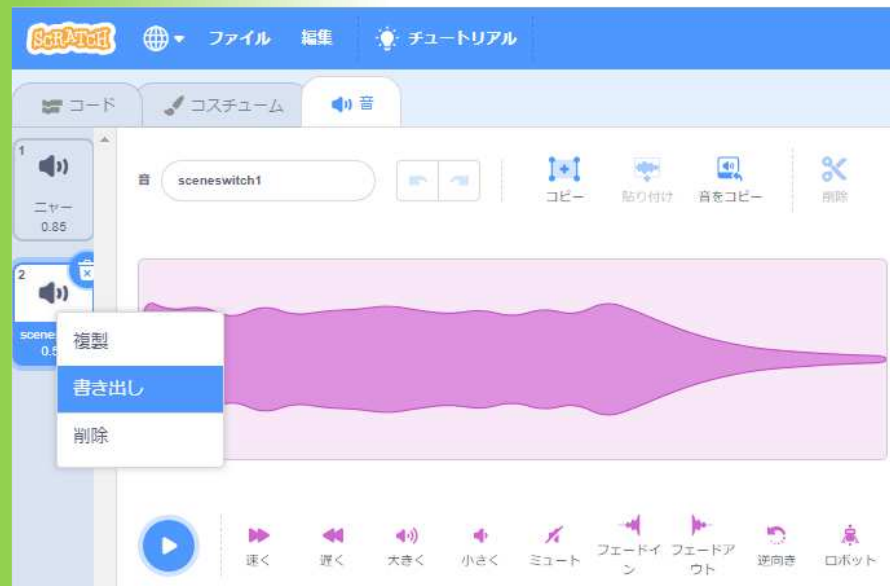 SCRATCH ファイル 編集 チュートリアル
コード コスチューム 音
1
ニャー
0.85
音 sceneswitch1
コピー 貼り付け 音をコピー 削除
2
scene
0.5
複製
書き出し
削除
速く 遅く 大きく 小さく ミュート フェードイン フェードアウト 逆向き ロボット